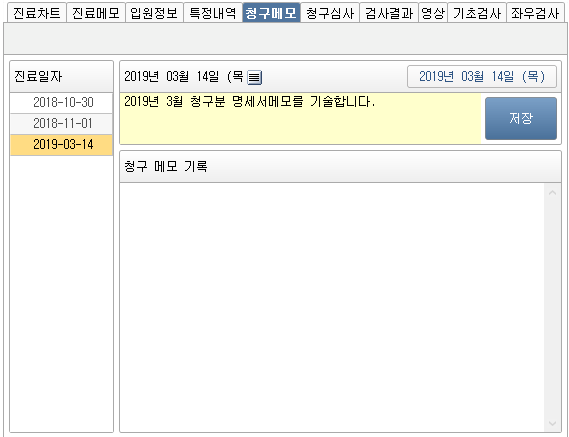 진료차트 진료메모 입원정보 특정내역 청구메모 청구심사 검사결과 영상 기초검사 좌우검사
진료일자
2018-10-30
2018-11-01
2019-03-14
2019년 03월 14일 (목
2019년 03월 14일 (목)
2019년 3월 청구분 명세서메모를 기술합니다.
저장
청구 메모 기록